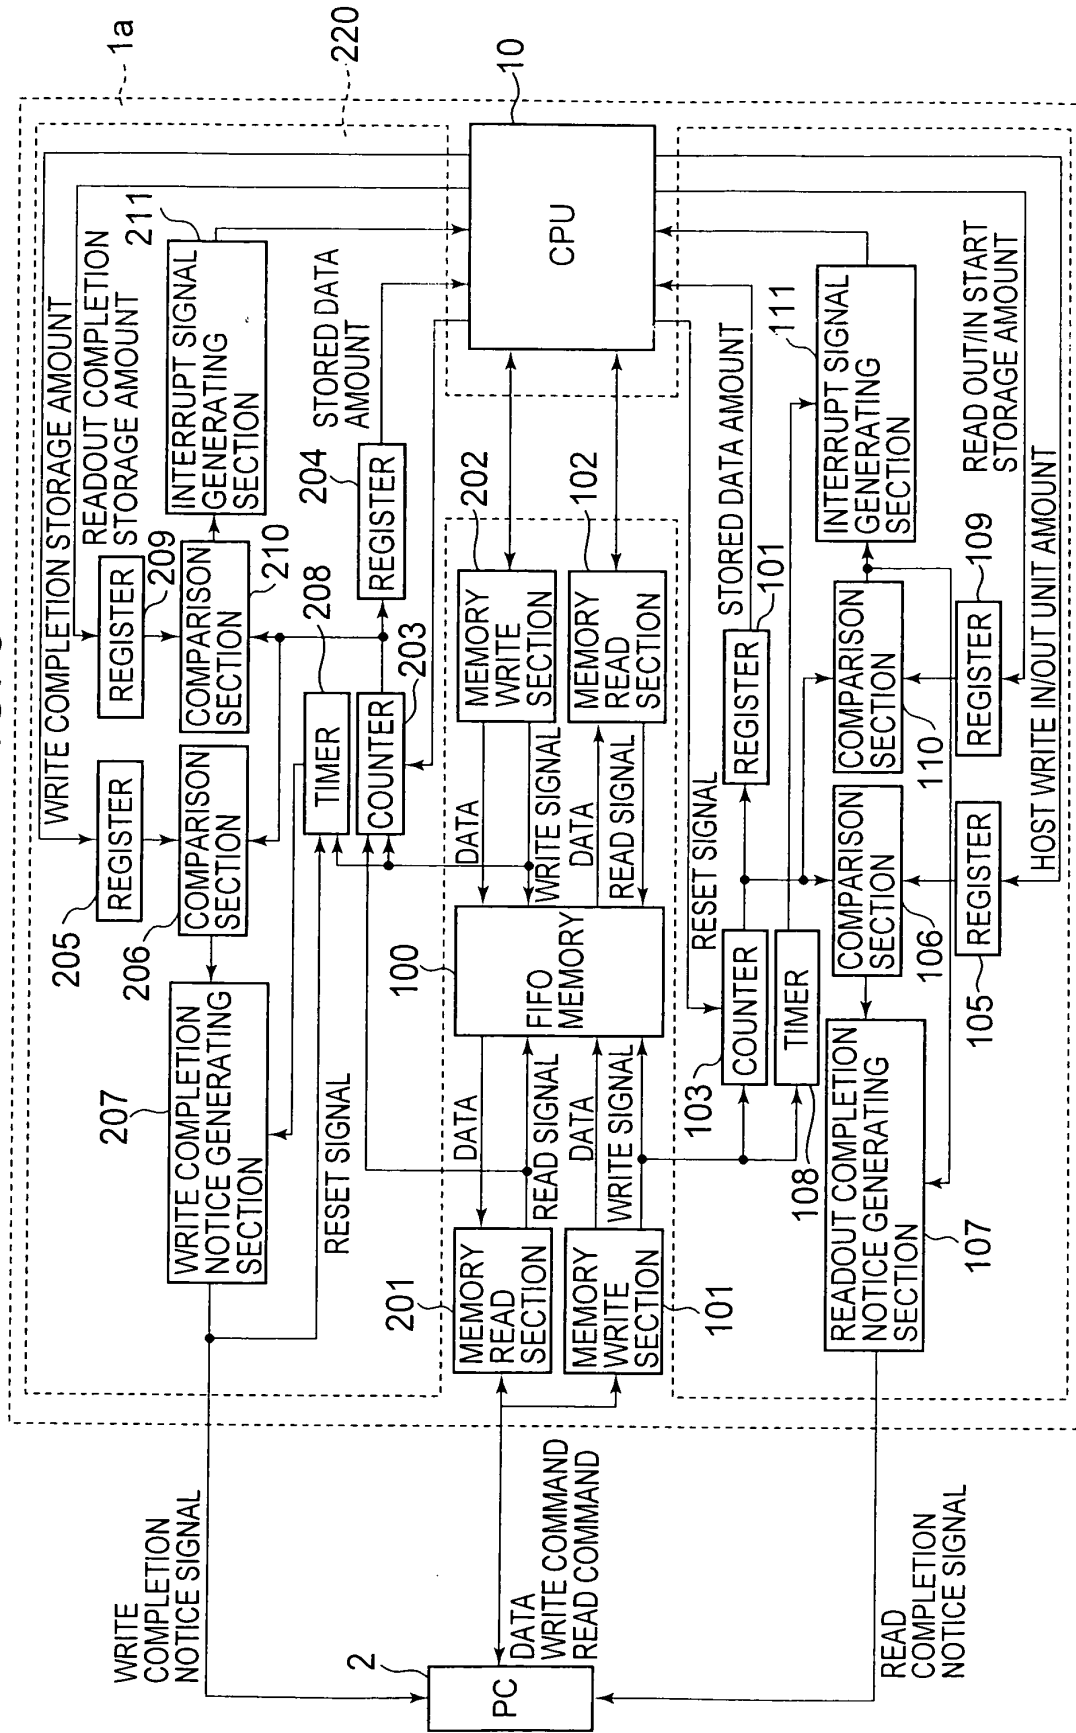 1a
220
WRITE COMPLETION STORAGE AMOUNT
READOUT COMPLETION
STORAGE AMOUNT
205
REGISTER
REGISTER
209
211
206
COMPARISON
SECTION
COMPARISON
SECTION
210
INTERRUPT SIGNAL
GENERATING
SECTION
207
WRITE COMPLETION
NOTICE GENERATING
SECTION
208
TIMER
COUNTER
203
204
REGISTER
STORED DATA
AMOUNT
RESET SIGNAL
WRITE
COMPLETION
NOTICE SIGNAL
2
PC
DATA
WRITE COMMAND
READ COMMAND
201
MEMORY
READ
SECTION
MEMORY
WRITE
SECTION
101
DATA
READ SIGNAL
DATA
WRITE SIGNAL
100
FIFO
MEMORY
DATA
WRITE SIGNAL
DATA
READ SIGNAL
MEMORY
WRITE
SECTION
202
MEMORY
READ
SECTION
102
10
CPU
RESET SIGNAL
STORED DATA AMOUNT
103
COUNTER
TIMER
108
REGISTER
101
111
INTERRUPT SIGNAL
GENERATING
SECTION
READOUT COMPLETION
NOTICE GENERATING
SECTION
107
COMPARISON
SECTION
106
COMPARISON
SECTION
110
105
REGISTER
REGISTER
109
READ OUT/IN START
STORAGE AMOUNT
HOST WRITE IN/OUT UNIT AMOUNT
READ
COMPLETION
NOTICE SIGNAL